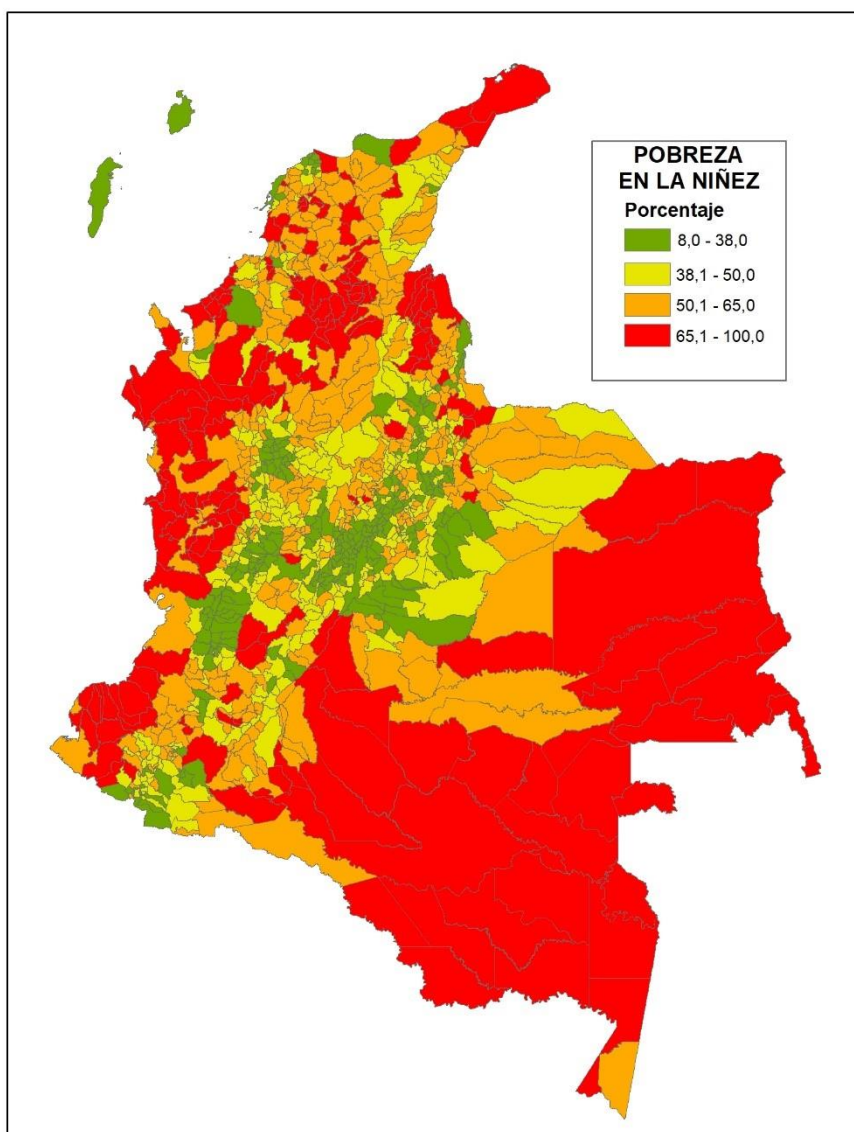 POBREZA
EN LA NIÑEZ
Porcentaje
8,0 - 38,0
38,1 - 50,0
50,1 - 65,0
65,1 - 100,0